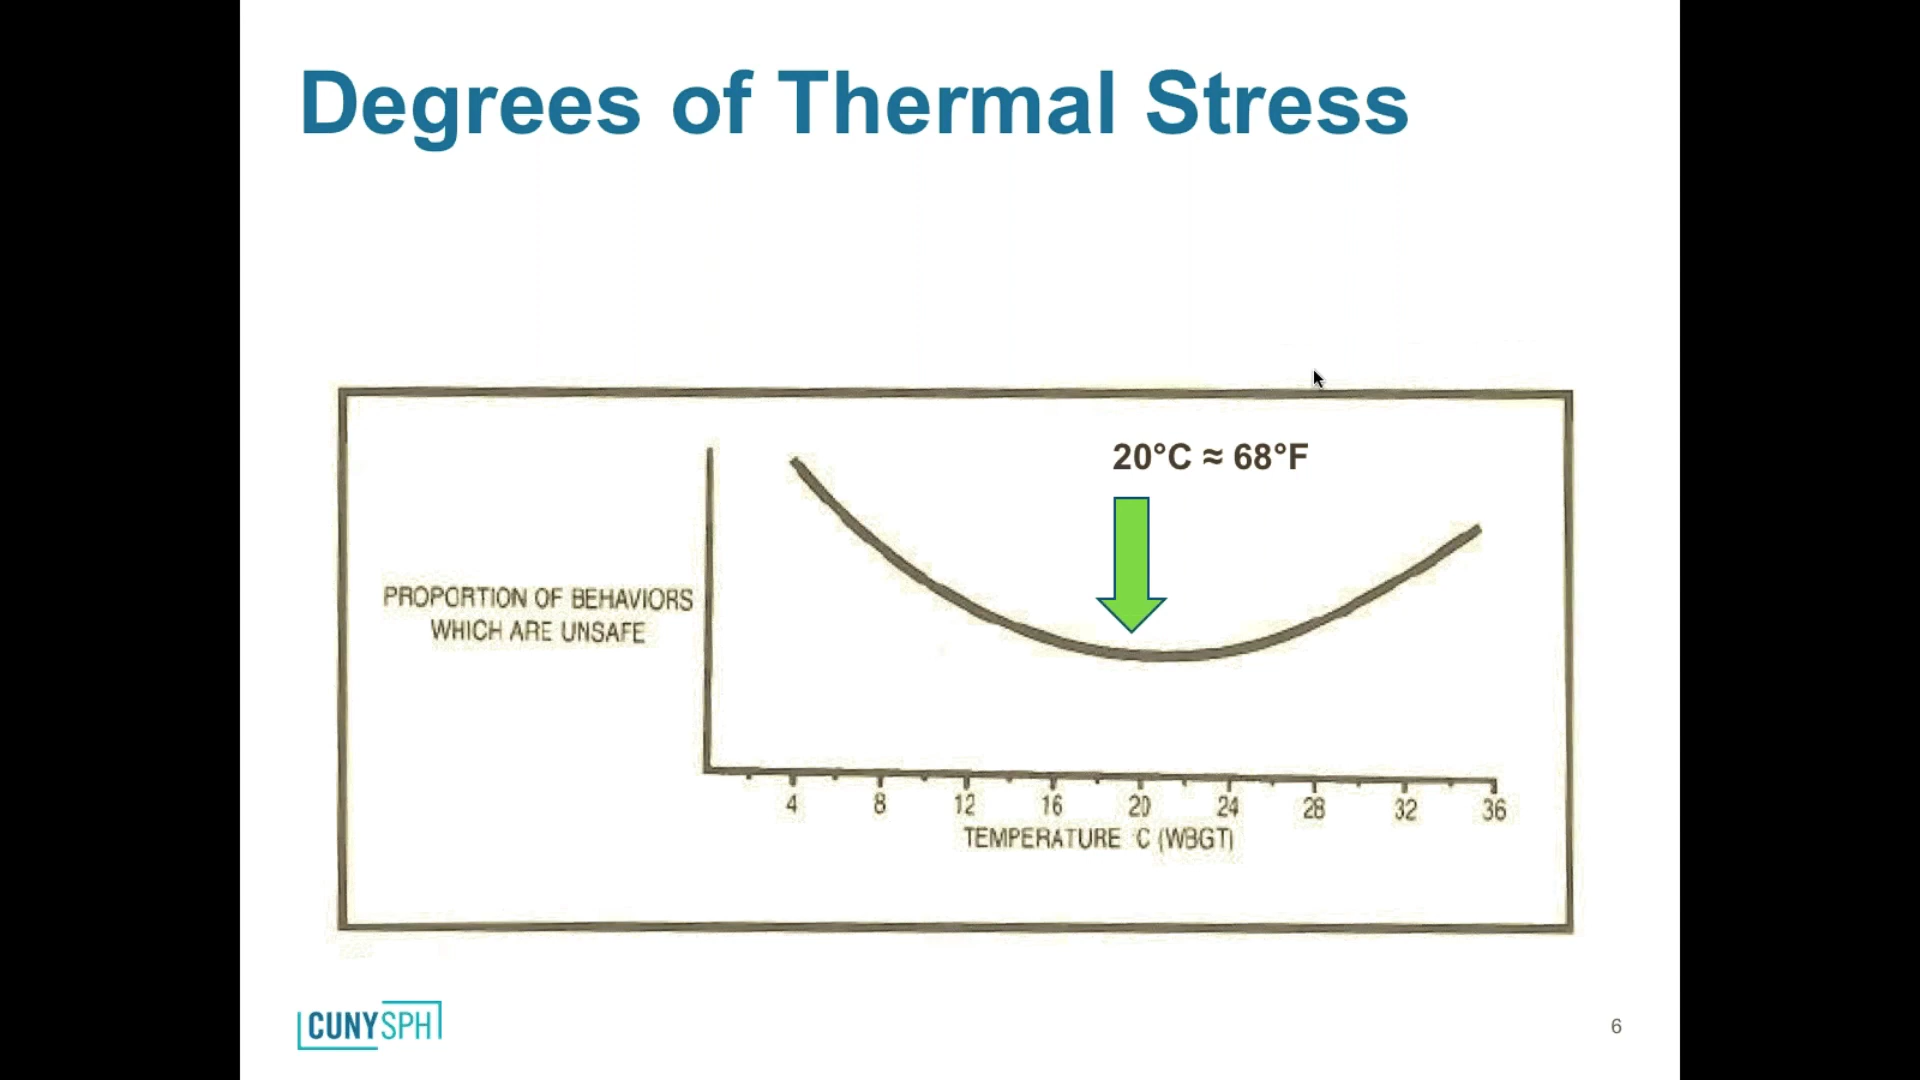 Degrees of Thermal Stress
20°C ≈ 68°F
PROPORTION OF BEHAVIORS
WHICH ARE UNSAFE
4 8 12 16 20 24 28 32 36
TEMPERATURE °C (WBGT)
CUNYSPH
6